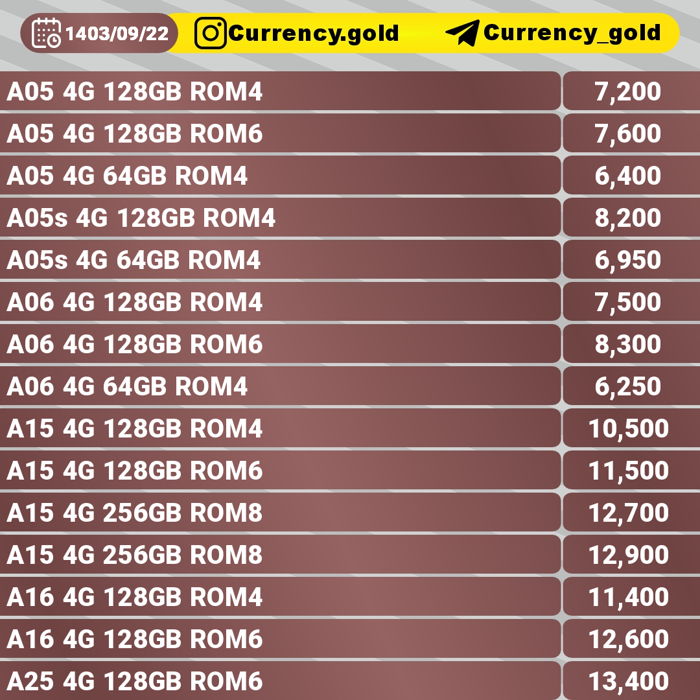 1403/09/22 Currency.gold Currency_gold
A05 4G 128GB ROM4 7,200
A05 4G 128GB ROM6 7,600
A05 4G 64GB ROM4 6,400
A05s 4G 128GB ROM4 8,200
A05s 4G 64GB ROM4 6,950
A06 4G 128GB ROM4 7,500
A06 4G 128GB ROM6 8,300
A06 4G 64GB ROM4 6,250
A15 4G 128GB ROM4 10,500
A15 4G 128GB ROM6 11,500
A15 4G 256GB ROM8 12,700
A15 4G 256GB ROM8 12,900
A16 4G 128GB ROM4 11,400
A16 4G 128GB ROM6 12,600
A25 4G 128GB ROM6 13,400